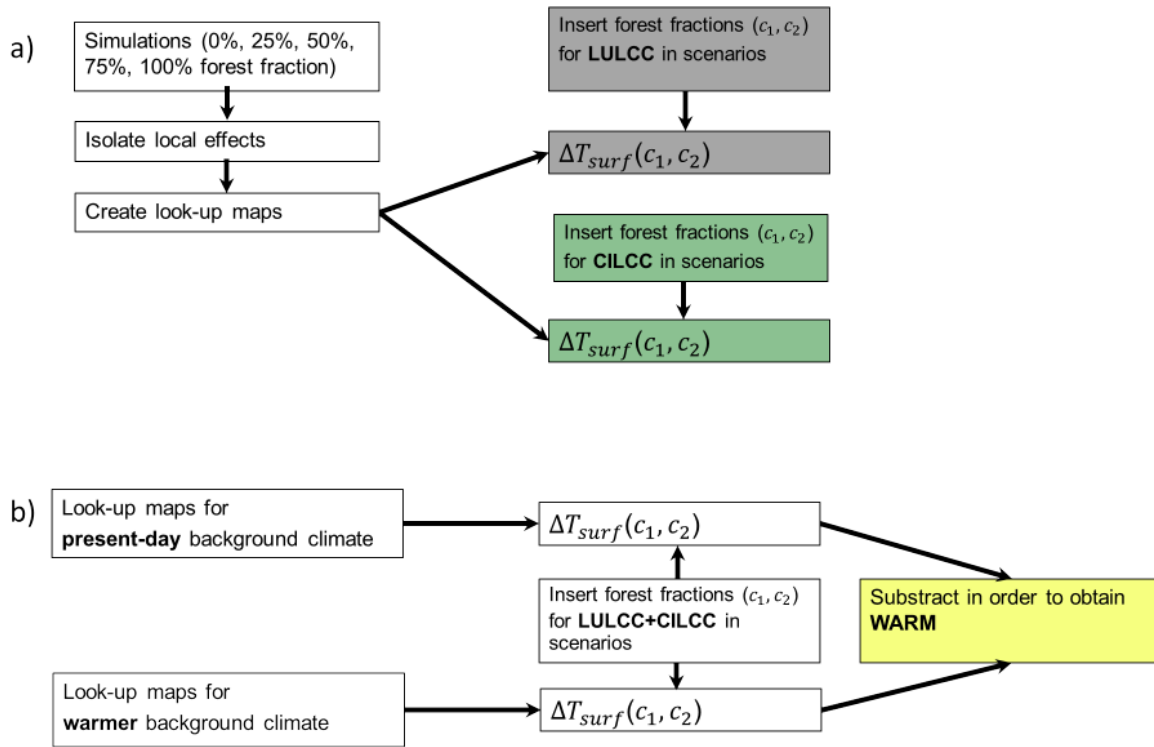 a)
Simulations (0%, 25%, 50%,
75%, 100% forest fraction)
Isolate local effects
Create look-up maps
Insert forest fractions (c₁, c₂)
for LULCC in scenarios
ΔT_surf(c₁, c₂)
Insert forest fractions (c₁, c₂)
for CILCC in scenarios
ΔT_surf(c₁, c₂)
b)
Look-up maps for
present-day background climate
Look-up maps for
warmer background climate
ΔT_surf(c₁, c₂)
Insert forest fractions (c₁, c₂)
for LULCC+CILCC in
scenarios
ΔT_surf(c₁, c₂)
Substract in order to obtain
WARM